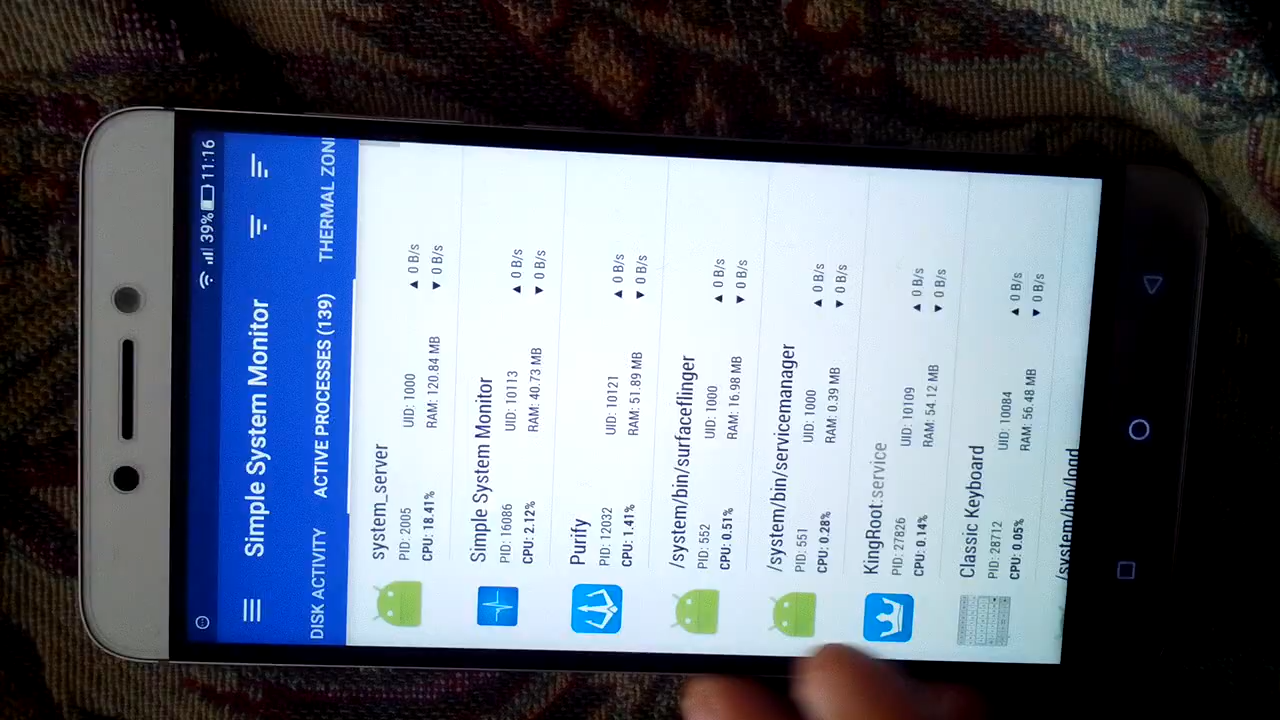 39% 11:16
Simple System Monitor
DISK ACTIVITY ACTIVE PROCESSES (139) THERMAL ZON
system_server
PID: 2005 UID: 1000 ▲ 0 B/s
CPU: 18.41% RAM: 120.84 MB ▼ 0 B/s
Simple System Monitor
PID: 16086 UID: 10113 ▲ 0 B/s
CPU: 2.12% RAM: 40.73 MB ▼ 0 B/s
Purify
PID: 12032 UID: 10121 ▲ 0 B/s
CPU: 1.41% RAM: 51.89 MB ▼ 0 B/s
/system/bin/surfaceflinger
PID: 552 UID: 1000 ▲ 0 B/s
CPU: 0.51% RAM: 16.98 MB ▼ 0 B/s
/system/bin/servicemanager
PID: 551 UID: 1000 ▲ 0 B/s
CPU: 0.28% RAM: 0.39 MB ▼ 0 B/s
KingRoot:service
PID: 27826 UID: 10109 ▲ 0 B/s
CPU: 0.14% RAM: 54.12 MB ▼ 0 B/s
Classic Keyboard
PID: 28712 UID: 10084 ▲ 0 B/s
CPU: 0.05% RAM: 56.48 MB ▼ 0 B/s